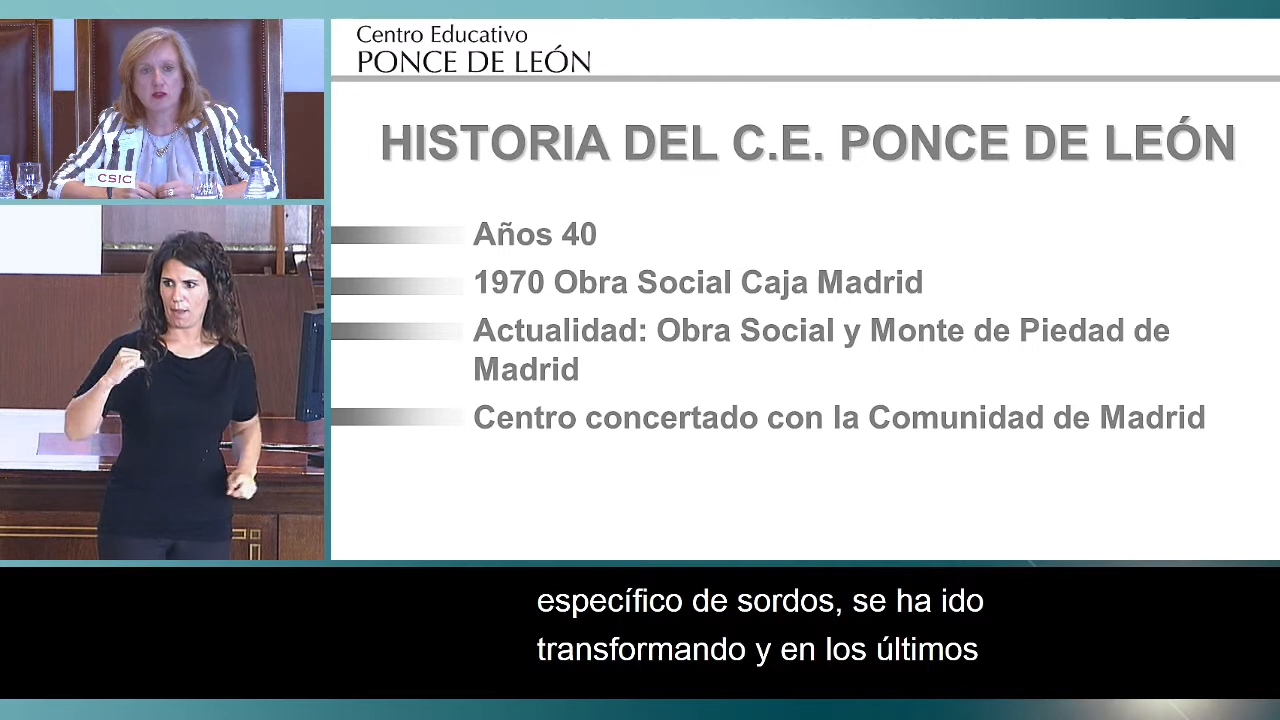 Centro Educativo
PONCE DE LEÓN
HISTORIA DEL C.E. PONCE DE LEÓN
Años 40
1970 Obra Social Caja Madrid
Actualidad: Obra Social y Monte de Piedad de
Madrid
Centro concertado con la Comunidad de Madrid
CSIC
específico de sordos, se ha ido
transformando y en los últimos